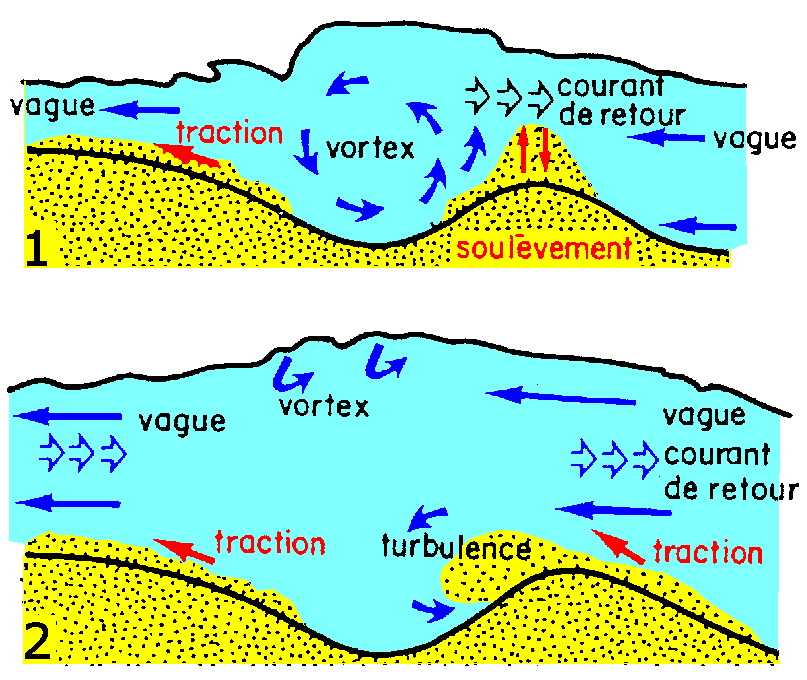 courant
de retour
vague
traction
vortex
vague
soulèvement
1
vortex
vague
vague
courant
de retour
traction
turbulence
traction
2